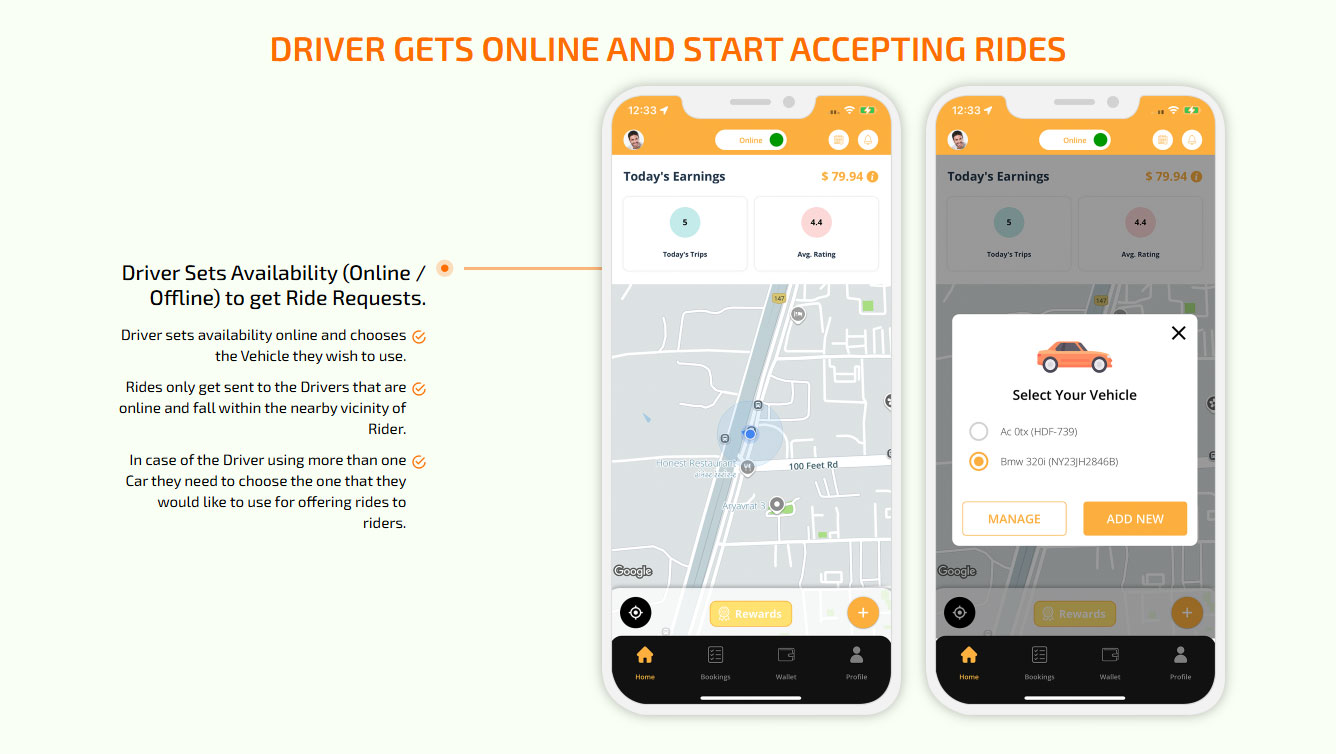 DRIVER GETS ONLINE AND START ACCEPTING RIDES
Driver Sets Availability (Online /
Offline) to get Ride Requests.
Driver sets availability online and chooses
the Vehicle they wish to use.
Rides only get sent to the Drivers that are
online and fall within the nearby vicinity of
Rider.
In case of the Driver using more than one
Car they need to choose the one that they
would like to use for offering rides to
riders.
12:33
Online
Today's Earnings
$ 79.94
5
4.4
Today's Trips
Avg. Rating
147
Honest Restaurant
100 Feet Rd
Aryavrat 3
Google
Rewards
Home
Bookings
Wallet
Profile
12:33
Online
Today's Earnings
$ 79.94
5
4.4
Today's Trips
Avg. Rating
147
Select Your Vehicle
Ac 0tx (HDF-739)
Bmw 320i (NY23JH2846B)
MANAGE
ADD NEW
Google
Rewards
Home
Bookings
Wallet
Profile